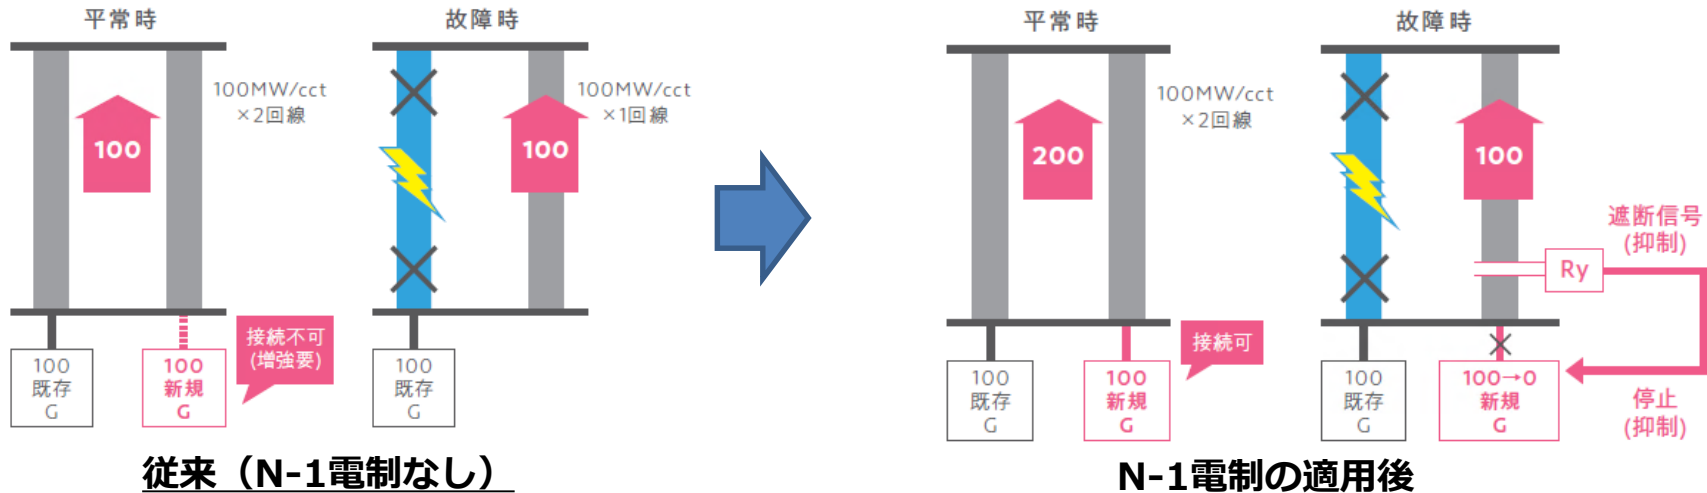 平常時
100MW/cct
×2回線
100
100
既存
G
100
新規
G
接続不可
(増強要)
故障時
100MW/cct
×1回線
100
100
既存
G
従来（N-1電制なし）
平常時
100MW/cct
×2回線
200
100
既存
G
100
新規
G
接続可
故障時
100
Ry
遮断信号
(抑制)
100
既存
G
100→0
新規
G
停止
(抑制)
N-1電制の適用後